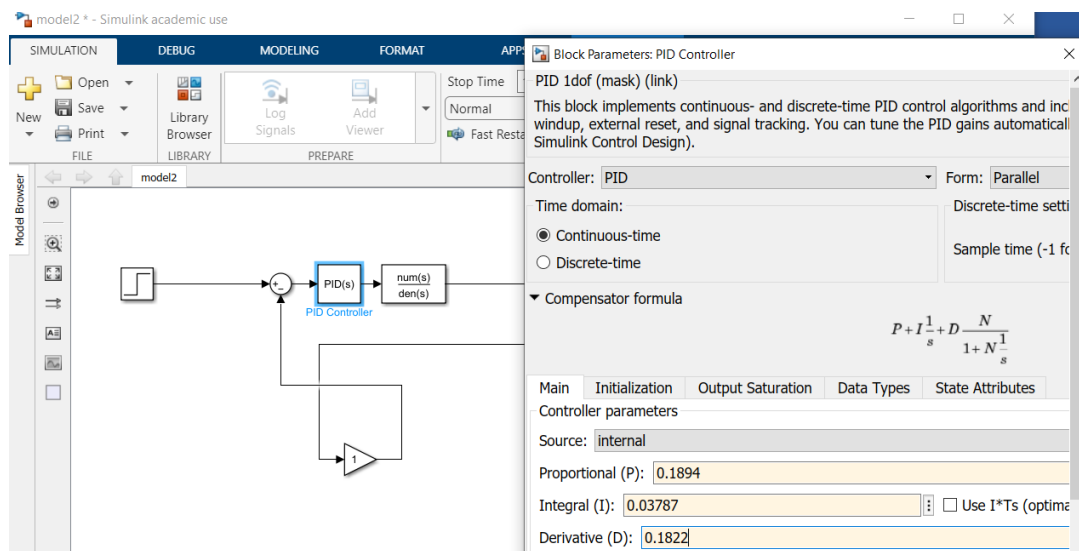 model2 * - Simulink academic use
SIMULATION DEBUG MODELING FORMAT APPS
New
Open
Save
Print
FILE
Library
Browser
LIBRARY
Log
Signals
Add
Viewer
PREPARE
Stop Time
Normal
Fast Resta
Model Browser
model2
+
-
PID(s)
PID Controller
num(s)
den(s)
1
Block Parameters: PID Controller
PID 1dof (mask) (link)
This block implements continuous- and discrete-time PID control algorithms and incl
windup, external reset, and signal tracking. You can tune the PID gains automaticall
Simulink Control Design).
Controller: PID Form: Parallel
Time domain: Discrete-time setti
Continuous-time
Discrete-time
Sample time (-1 fo
Compensator formula
P + I 1/s + D N/(1 + N 1/s)
Main Initialization Output Saturation Data Types State Attributes
Controller parameters
Source: internal
Proportional (P): 0.1894
Integral (I): 0.03787 Use I*Ts (optima
Derivative (D): 0.1822